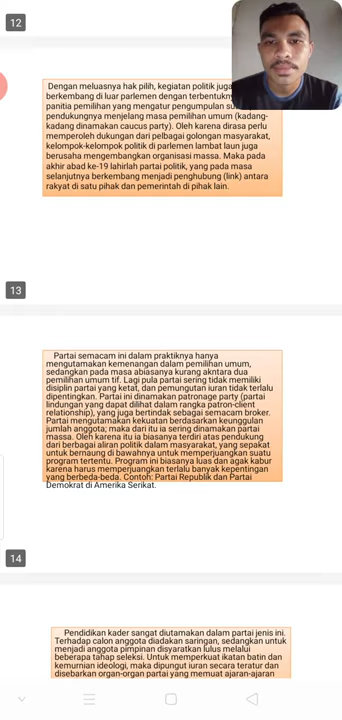 12
Dengan meluasnya hak pilih, kegiatan politik juga
berkembang di luar parlemen dengan terbentukn
panitia pemilihan yang mengatur pengumpulan su
pendukungnya menjelang masa pemilihan umum (kadang-
kadang dinamakan caucus party). Oleh karena dirasa perlu
memperoleh dukungan dari pelbagai golongan masyarakat,
kelompok-kelompok politik di parlemen lambat laun juga
berusaha mengembangkan organisasi massa. Maka pada
akhir abad ke-19 lahirlah partai politik, yang pada masa
selanjutnya berkembang menjadi penghubung (link) antara
rakyat di satu pihak dan pemerintah di pihak lain.
13
Partai semacam ini dalam praktiknya hanya
mengutamakan kemenangan dalam pemilihan umum,
sedangkan pada masa abiasanya kurang akntara dua
pemilihan umum tif. Lagi pula partai sering tidak memiliki
disiplin partai yang ketat, dan pemungutan iuran tidak terlalu
dipentingkan. Partai ini dinamakan patronage party (partai
lindungan yang dapat dilihat dalam rangka patron-client
relationship), yang juga bertindak sebagai semacam broker.
Partai mengutamakan kekuatan berdasarkan keunggulan
jumlah anggota; maka dari itu ia sering dinamakan partai
massa. Oleh karena itu ia biasanya terdiri atas pendukung
dari berbagai aliran politik dalam masyarakat, yang sepakat
untuk bernaung di bawahnya untuk memperjuangkan suatu
program tertentu. Program ini biasanya luas dan agak kabur
karena harus memperjuangkan terlalu banyak kepentingan
yang berbeda-beda. Contoh: Partai Republik dan Partai
Demokrat di Amerika Serikat.
14
Pendidikan kader sangat diutamakan dalam partai jenis ini.
Terhadap calon anggota diadakan saringan, sedangkan untuk
menjadi anggota pimpinan disyaratkan lulus melalui
beberapa tahap seleksi. Untuk memperkuat ikatan batin dan
kemurnian ideologi, maka dipungut iuran secara teratur dan
disebarkan organ-organ partai yang memuat ajaran-ajaran